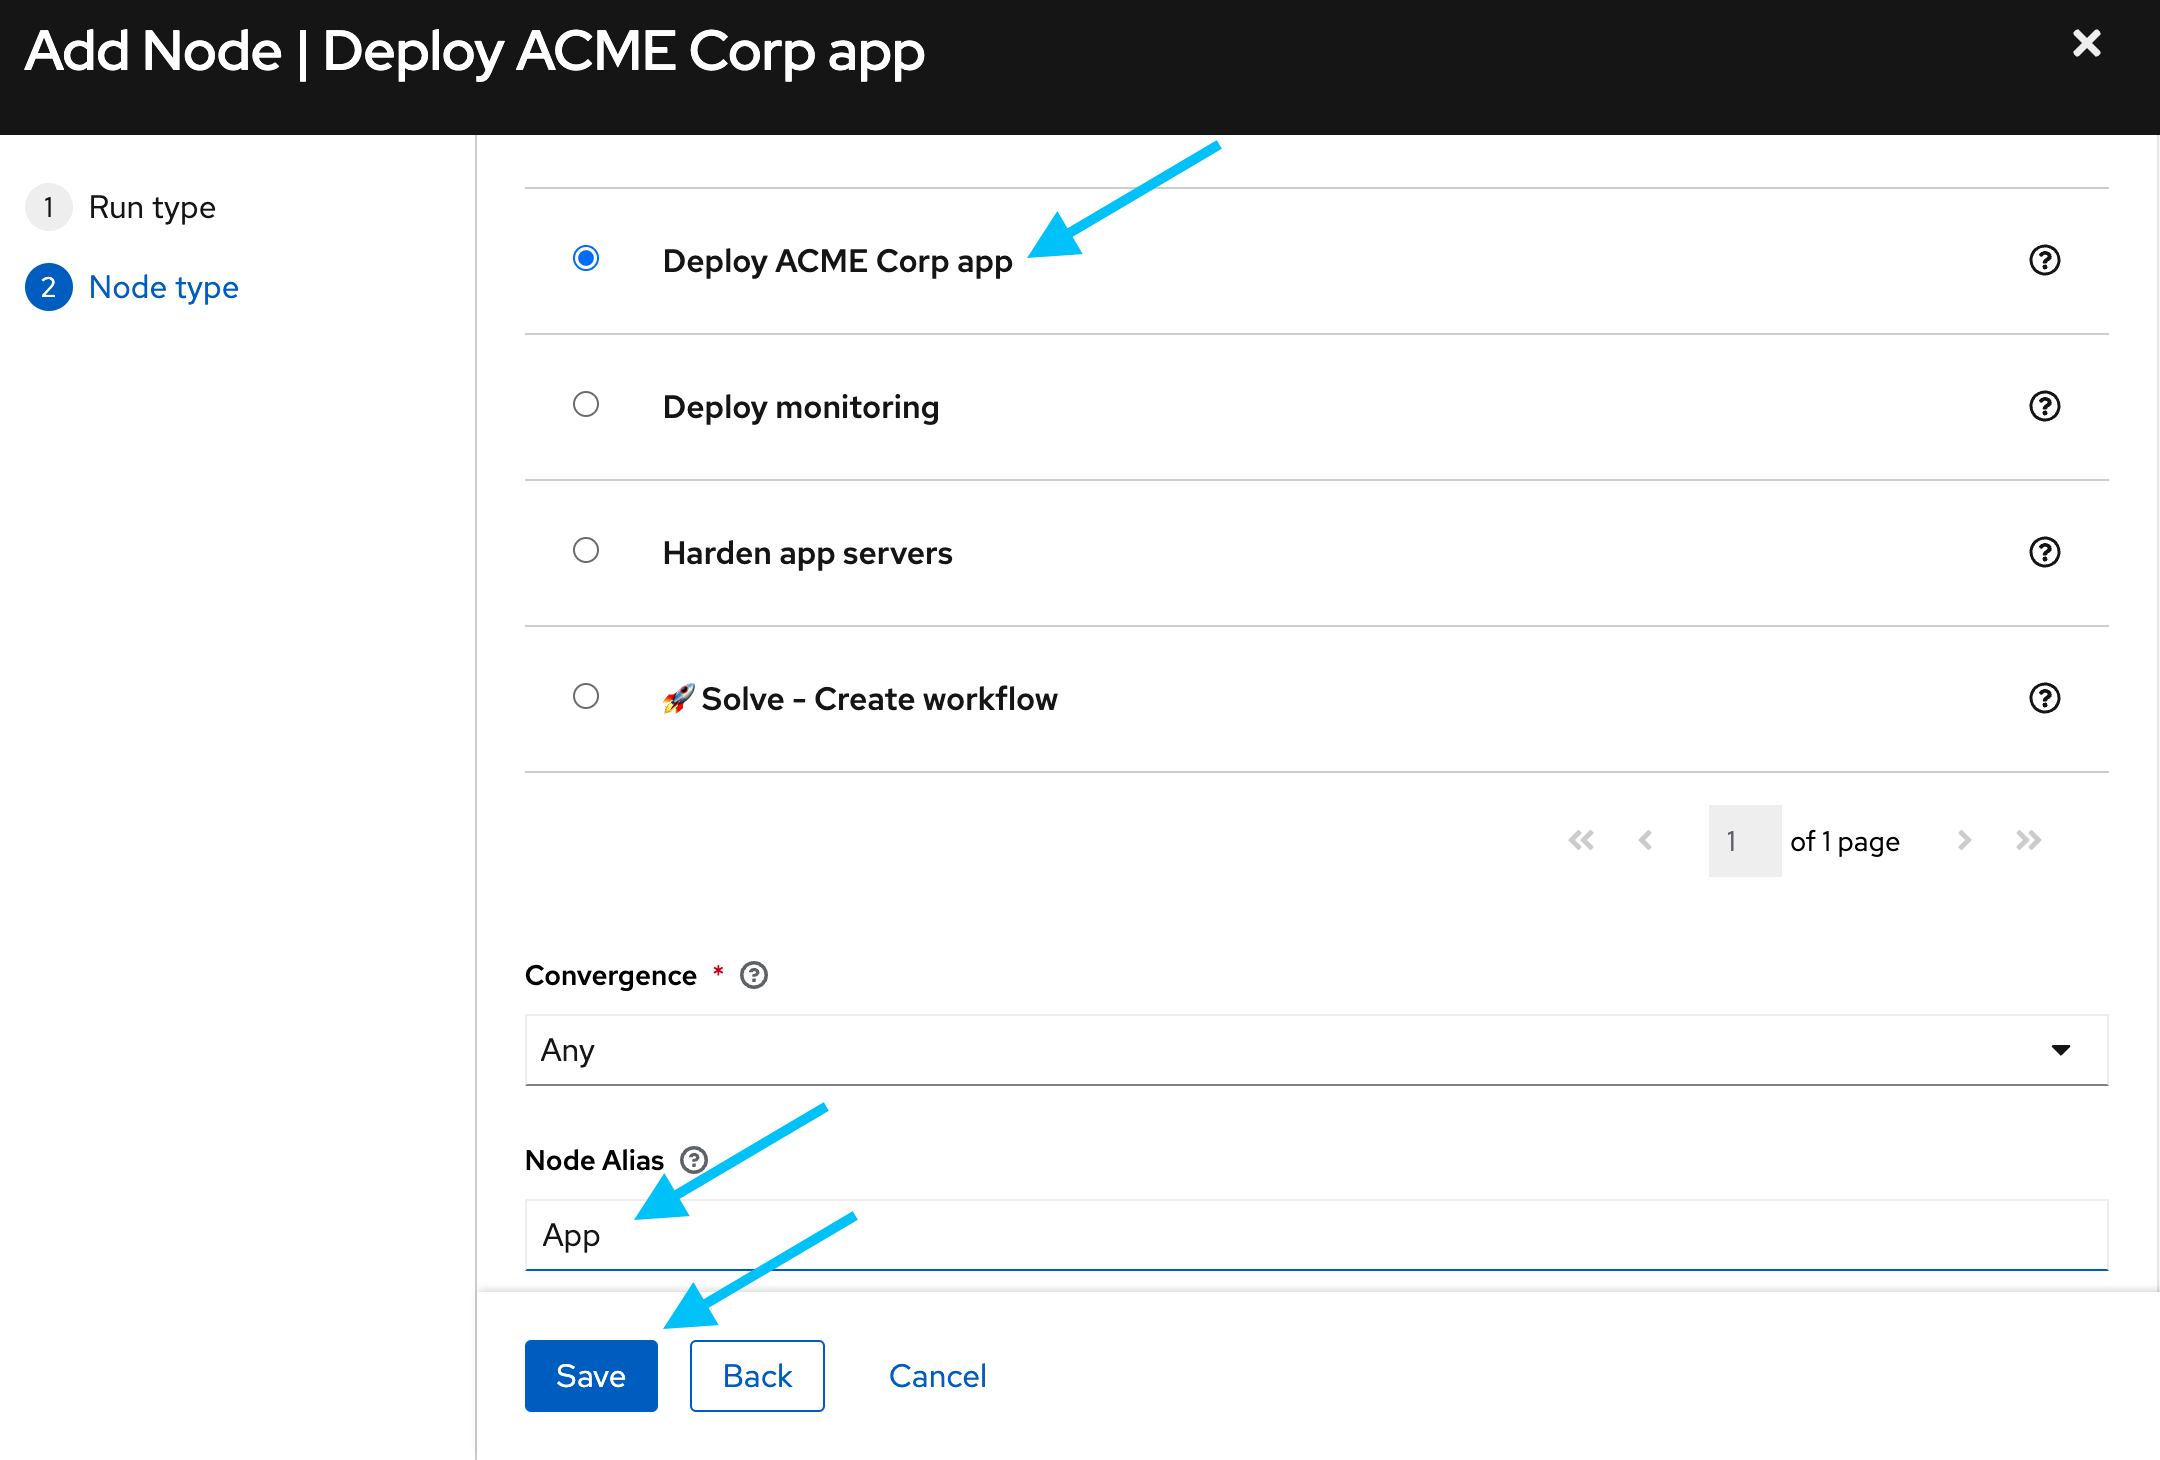 Add Node | Deploy ACME Corp app
1 Run type
2 Node type
Deploy ACME Corp app
Deploy monitoring
Harden app servers
🚀 Solve - Create workflow
1 of 1 page
Convergence *
Any
Node Alias
App
Save Back Cancel